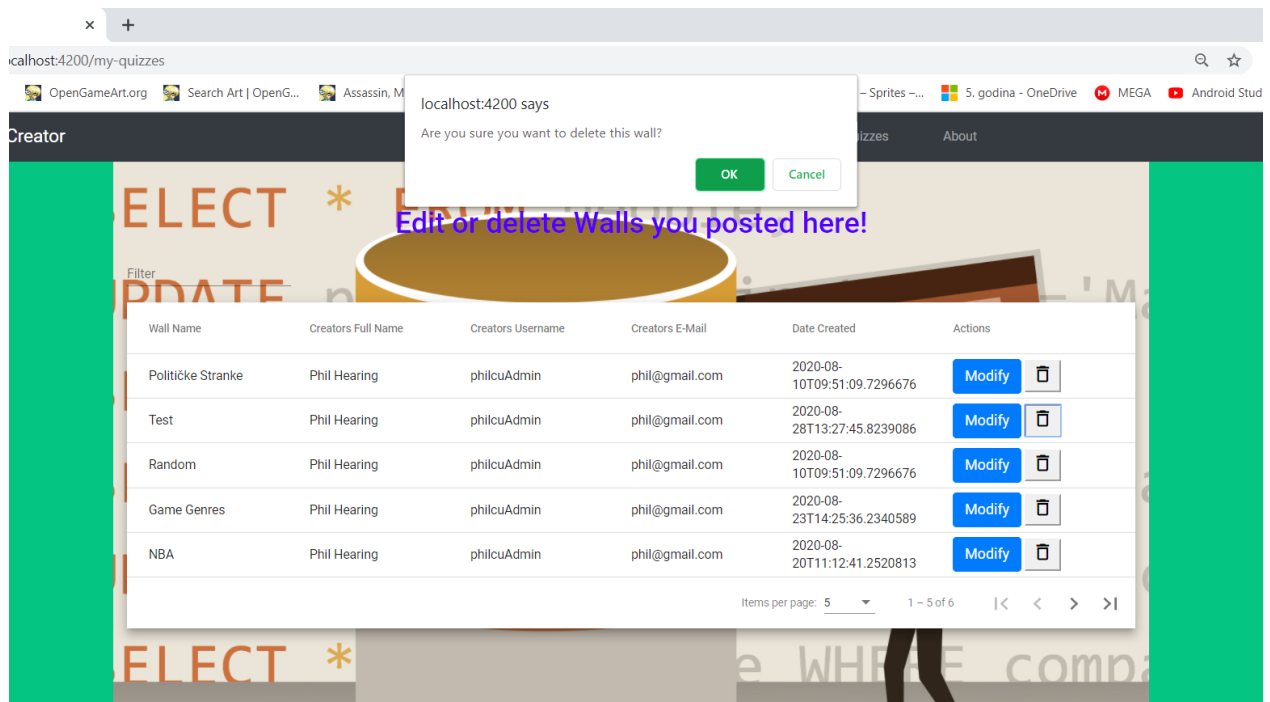 ×
+
ocalhost:4200/my-quizzes
OpenGameArt.org
Search Art | OpenG...
Assassin, M
– Sprites –...
5. godina - OneDrive
MEGA
Android Stud
localhost:4200 says
Are you sure you want to delete this wall?
OK
Cancel
Creator
izzes
About
ELECT * FROM
Edit or delete Walls you posted here!
Filter
UPDATE
'Ma
Wall Name
Creators Full Name
Creators Username
Creators E-Mail
Date Created
Actions
Političke Stranke
Phil Hearing
philcuAdmin
phil@gmail.com
2020-08-
10T09:51:09.7296676
Modify
Test
Phil Hearing
philcuAdmin
phil@gmail.com
2020-08-
28T13:27:45.8239086
Modify
Random
Phil Hearing
philcuAdmin
phil@gmail.com
2020-08-
10T09:51:09.7296676
Modify
Game Genres
Phil Hearing
philcuAdmin
phil@gmail.com
2020-08-
23T14:25:36.2340589
Modify
NBA
Phil Hearing
philcuAdmin
phil@gmail.com
2020-08-
20T11:12:41.2520813
Modify
Items per page: 5
1 – 5 of 6
ELECT *
e WHERE compa